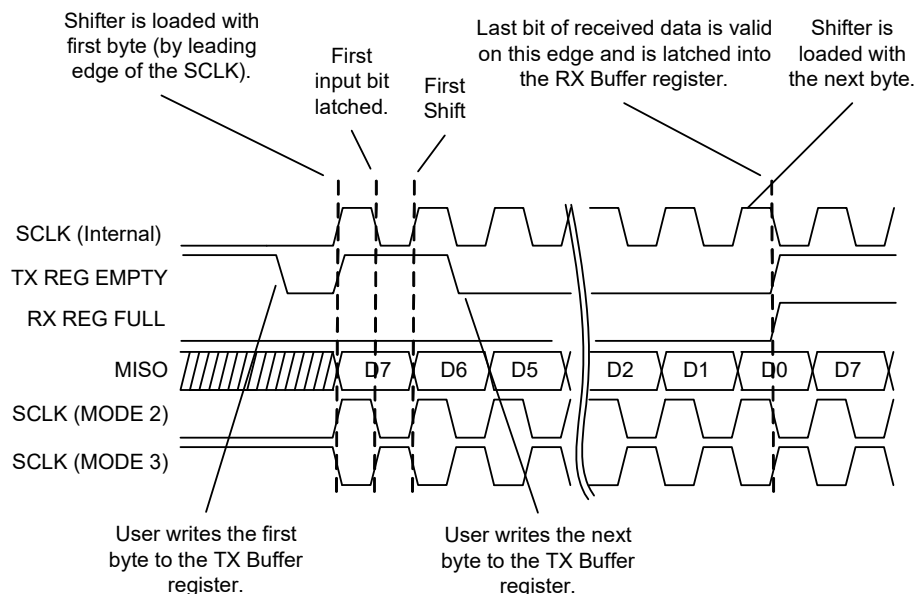 Shifter is loaded with
first byte (by leading
edge of the SCLK).
First
input bit
latched.
First
Shift
Last bit of received data is valid
on this edge and is latched into
the RX Buffer register.
Shifter is
loaded with
the next byte.
SCLK (Internal)
TX REG EMPTY
RX REG FULL
MISO
D7
D6
D5
D2
D1
D0
D7
SCLK (MODE 2)
SCLK (MODE 3)
User writes the first
byte to the TX Buffer
register.
User writes the next
byte to the TX Buffer
register.